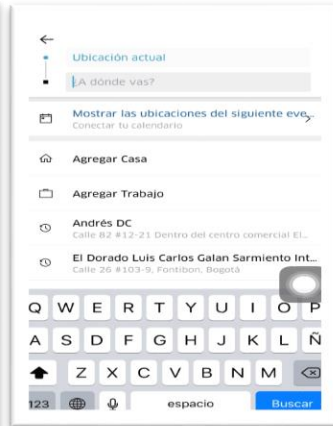 Ubicación actual
¿A dónde vas?
Mostrar las ubicaciones del siguiente eve...
Conectar tu calendario
Agregar Casa
Agregar Trabajo
Andrés DC
Calle 82 #12-21 Dentro del centro comercial El...
El Dorado Luis Carlos Galan Sarmiento Int...
Calle 26 #103-9, Fontibon, Bogotá
Q W E R T Y U I O P
A S D F G H J K L Ñ
Z X C V B N M
123 espacio Buscar